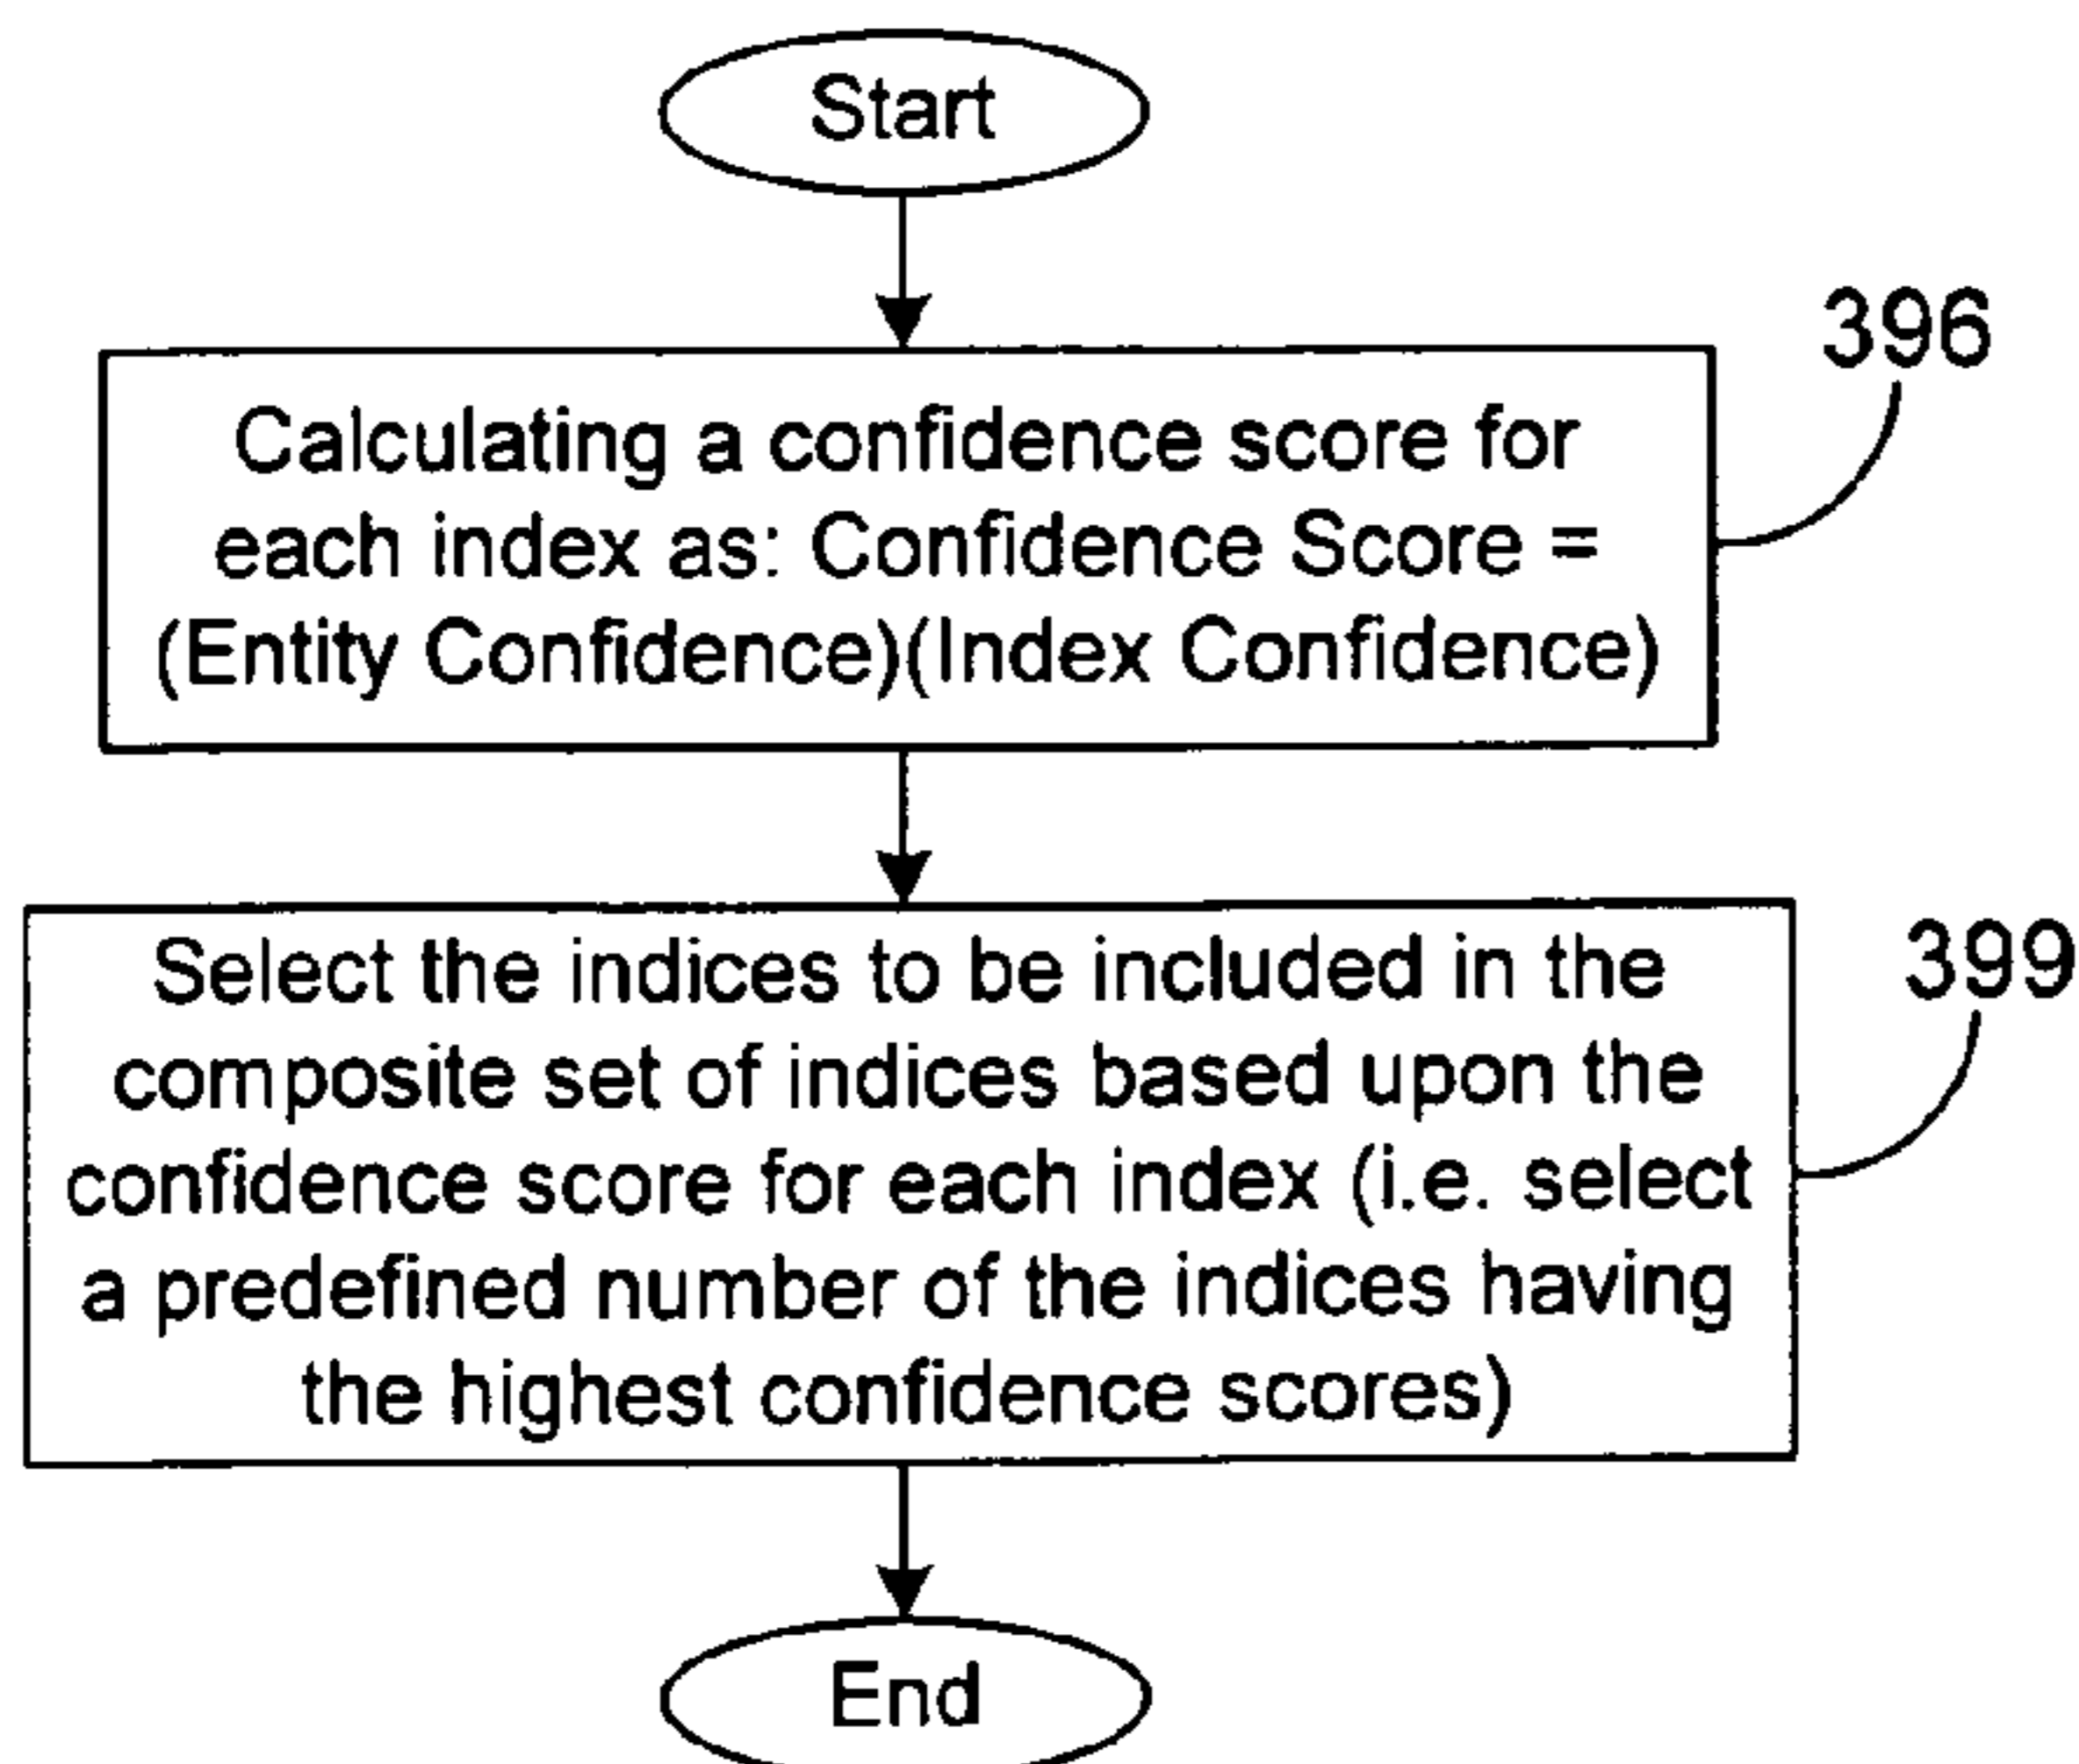 Start
396
Calculating a confidence score for
each index as: Confidence Score =
(Entity Confidence)(Index Confidence)
399
Select the indices to be included in the
composite set of indices based upon the
confidence score for each index (i.e. select
a predefined number of the indices having
the highest confidence scores)
End